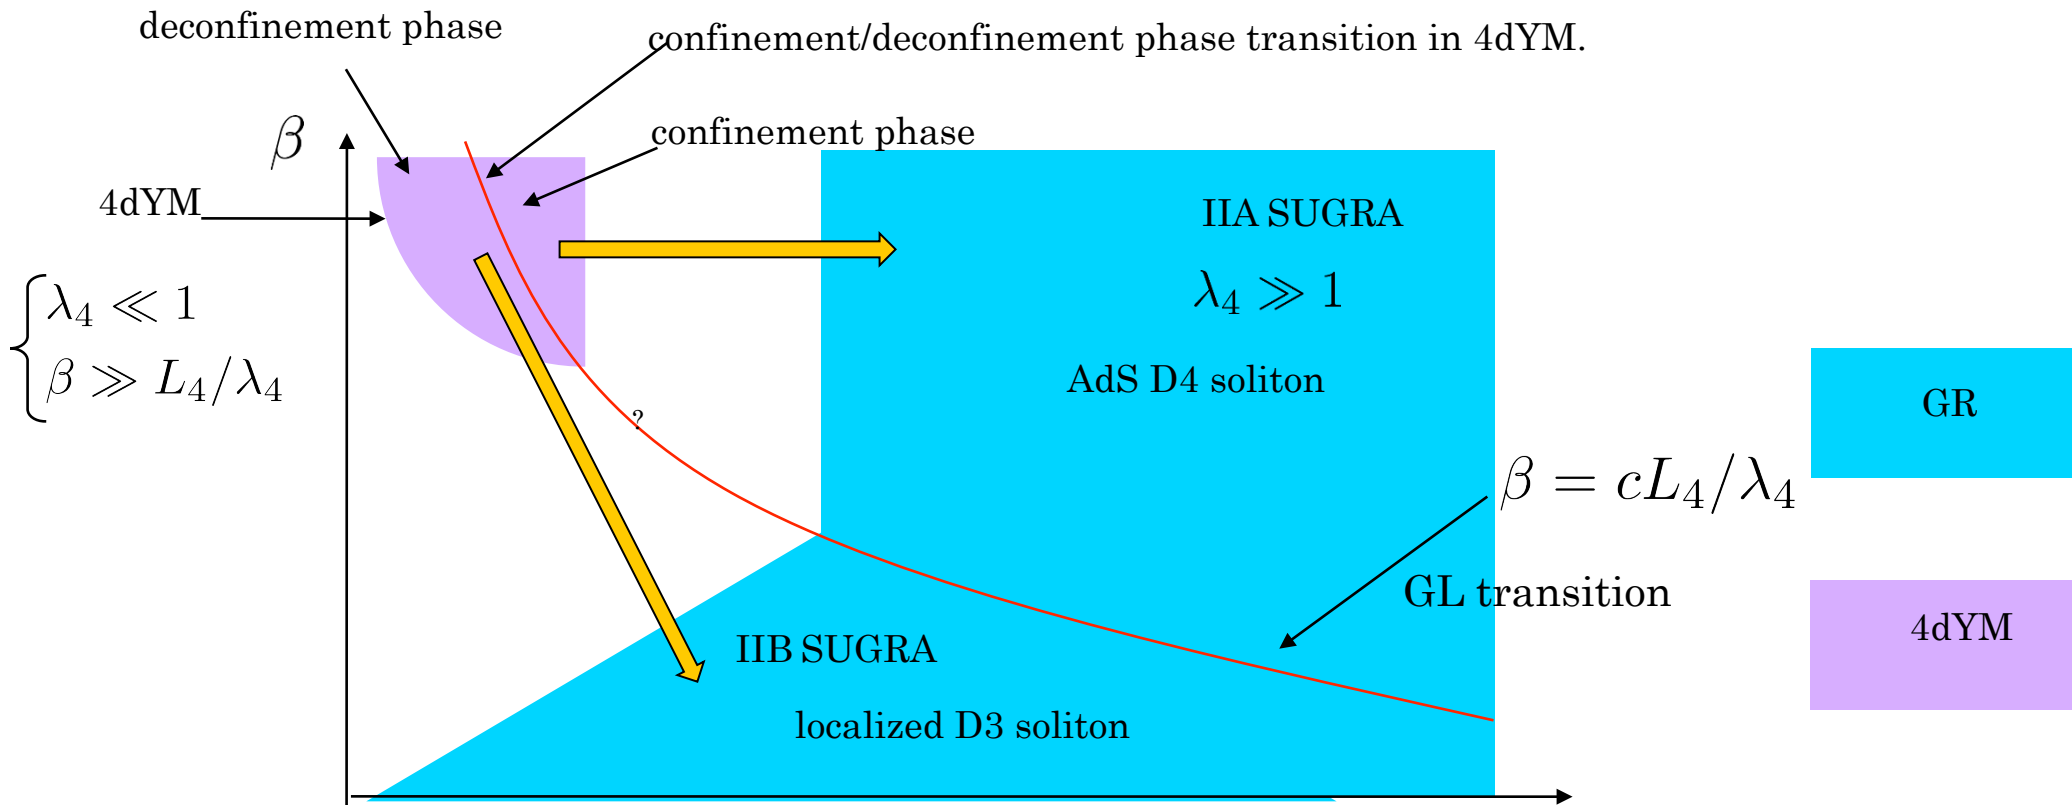 deconfinement phase
confinement/deconfinement phase transition in 4dYM.
confinement phase
β
4dYM
λ₄ ≪ 1
β ≫ L₄/λ₄
IIA SUGRA
λ₄ ≫ 1
AdS D4 soliton
GR
?
β = cL₄/λ₄
GL transition
4dYM
IIB SUGRA
localized D3 soliton